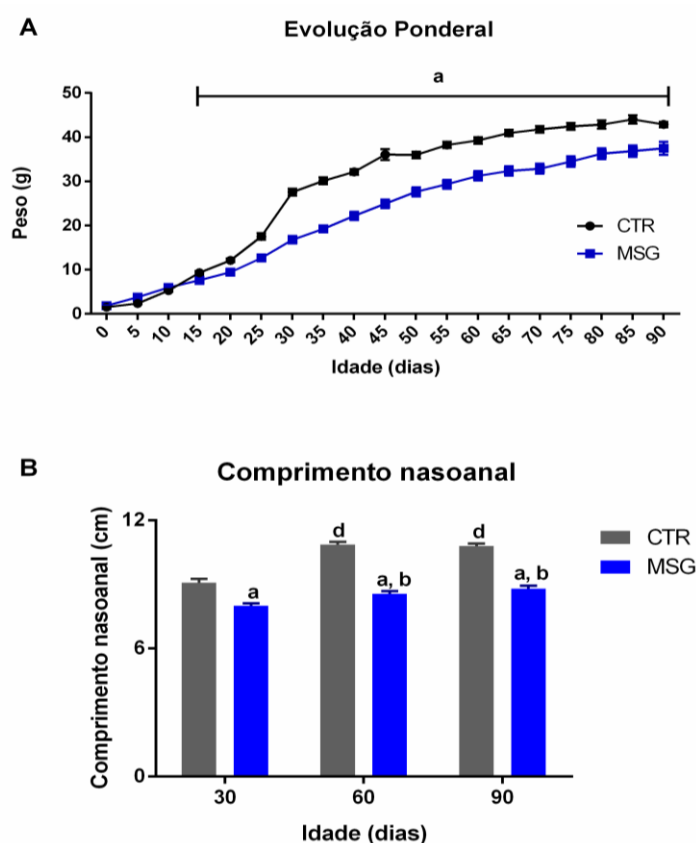 A
Evolução Ponderal
a
Peso (g)
50
40
30
20
10
0
CTR
MSG
0 5 10 15 20 25 30 35 40 45 50 55 60 65 70 75 80 85 90
Idade (dias)
B
Comprimento nasoanal
Comprimento nasoanal (cm)
12
6
0
d d
a a, b a, b
CTR
MSG
30 60 90
Idade (dias)